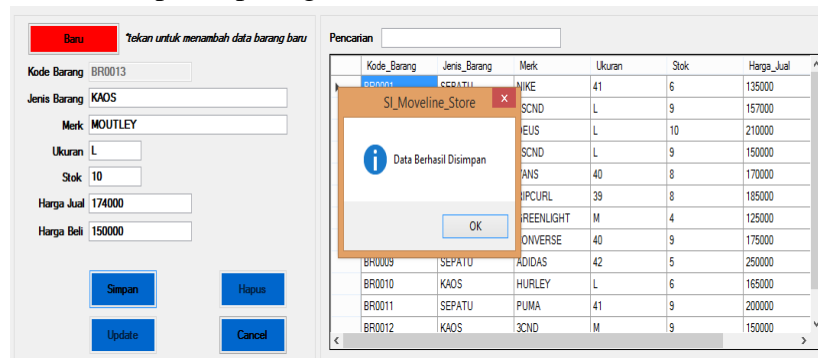 Baru *tekan untuk menambah data barang baru
Kode Barang BR0013
Jenis Barang KAOS
Merk MOUTLEY
Ukuran L
Stok 10
Harga Jual 174000
Harga Beli 150000
Simpan Hapus
Update Cancel
Pencarian
Kode_Barang Jenis_Barang Merk Ukuran Stok Harga_Jual
BR0001 SEPATU NIKE 41 6 135000
L 9 157000
L 10 210000
L 9 150000
40 8 170000
39 8 185000
M 4 125000
40 9 175000
BR0009 SEPATU ADIDAS 42 5 250000
BR0010 KAOS HURLEY L 6 165000
BR0011 SEPATU PUMA 41 9 200000
BR0012 KAOS 3CND M 9 150000
SI_Moveline_Store x
Data Berhasil Disimpan
OK